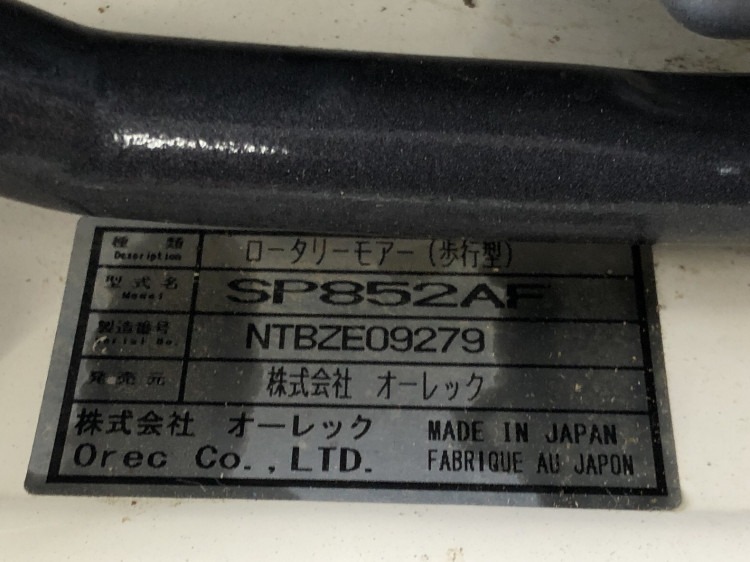 種類 ロータリーモアー(歩行型)
Description
型式名 SP852AF
Model
製造番号 NTBZE09279
Serial No.
発売元 株式会社 オーレック
株式会社 オーレック MADE IN JAPAN
Orec Co.,LTD. FABRIQUE AU JAPON